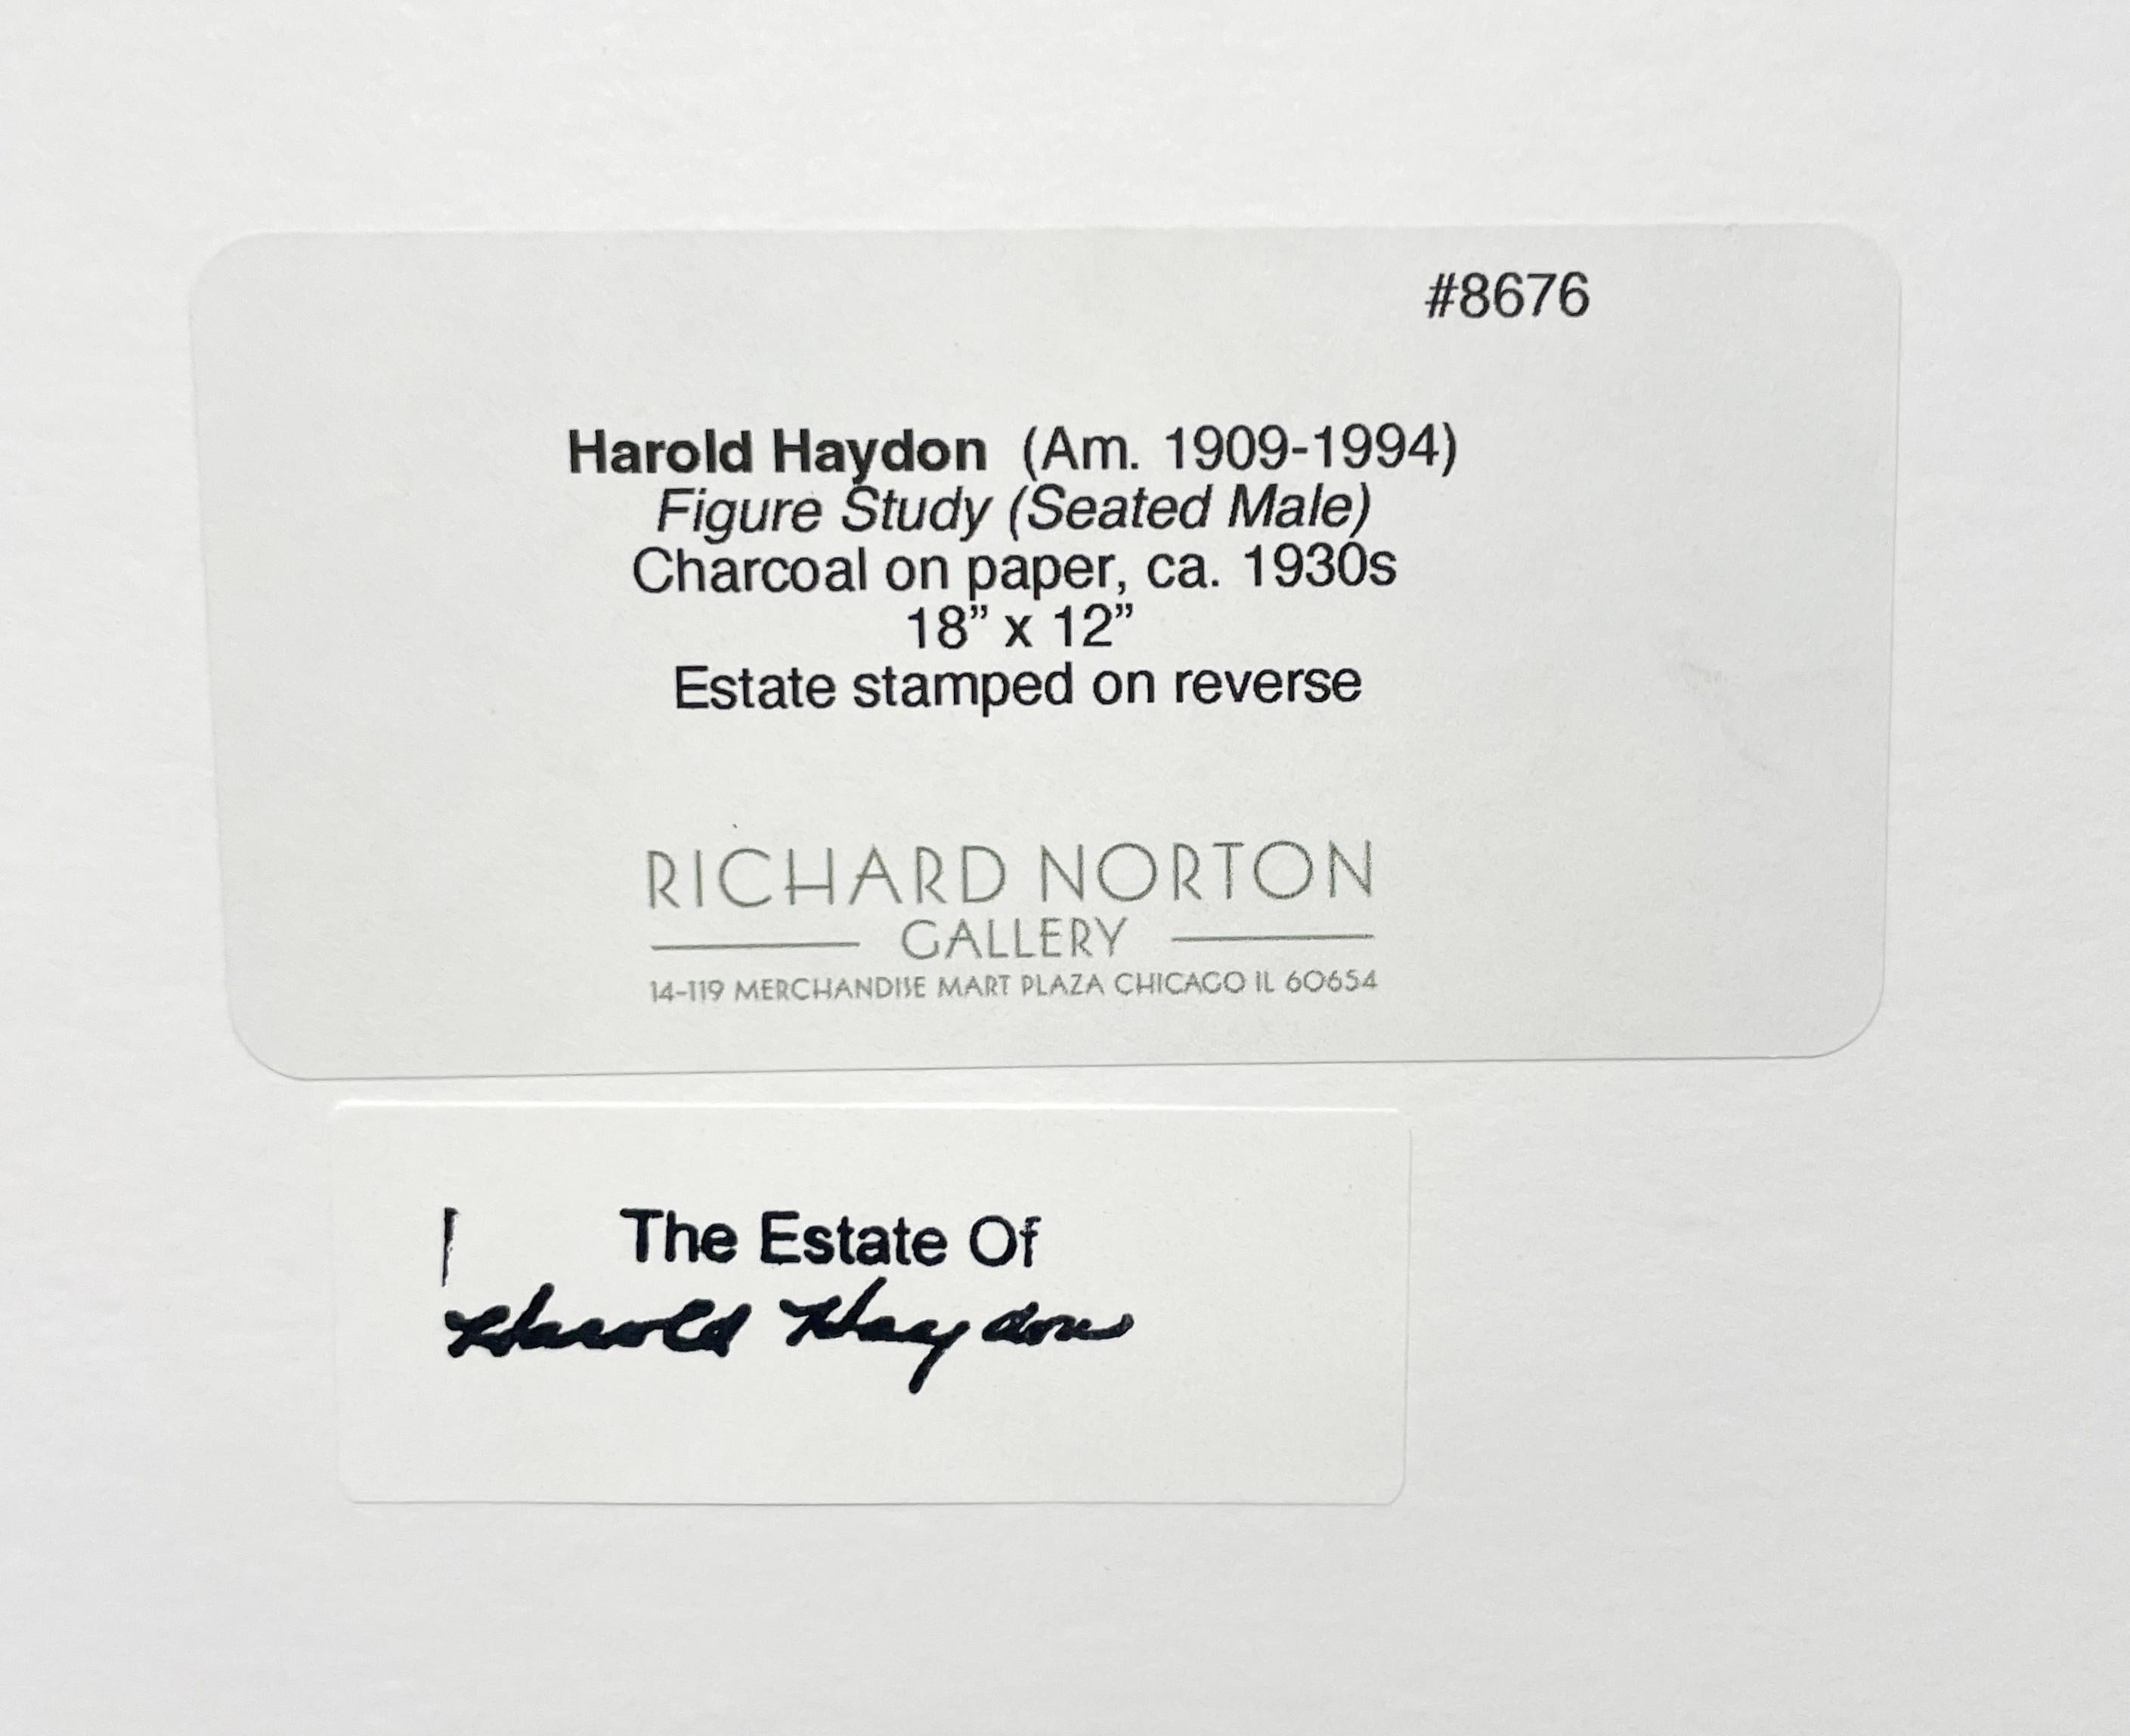 #8676
Harold Haydon (Am. 1909-1994)
Figure Study (Seated Male)
Charcoal on paper, ca. 1930s
18” x 12”
Estate stamped on reverse
RICHARD NORTON
GALLERY
14-119 MERCHANDISE MART PLAZA CHICAGO IL 60654
The Estate Of
Harold Haydon